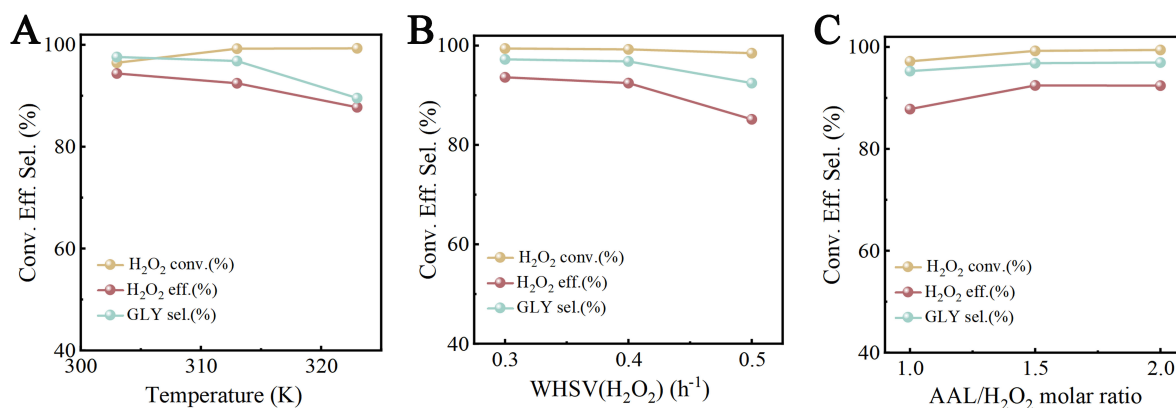 A
Conv. Eff. Sel. (%)
100
80
60
40
H₂O₂ conv.(%)
H₂O₂ eff.(%)
GLY sel.(%)
300
310
320
Temperature (K)
B
Conv. Eff. Sel. (%)
100
80
60
40
H₂O₂ conv.(%)
H₂O₂ eff.(%)
GLY sel.(%)
0.3
0.4
0.5
WHSV(H₂O₂) (h⁻¹)
C
Conv. Eff. Sel. (%)
100
80
60
40
H₂O₂ conv.(%)
H₂O₂ eff.(%)
GLY sel.(%)
1.0
1.5
2.0
AAL/H₂O₂ molar ratio